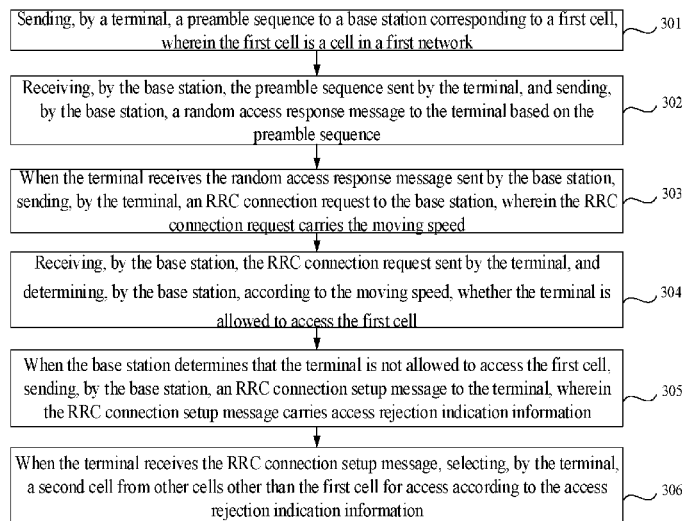 Sending, by a terminal, a preamble sequence to a base station corresponding to a first cell,
wherein the first cell is a cell in a first network
301
Receiving, by the base station, the preamble sequence sent by the terminal, and sending,
by the base station, a random access response message to the terminal based on the
preamble sequence
302
When the terminal receives the random access response message sent by the base station,
sending, by the terminal, an RRC connection request to the base station, wherein the RRC
connection request carries the moving speed
303
Receiving, by the base station, the RRC connection request sent by the terminal, and
determining, by the base station, according to the moving speed, whether the terminal is
allowed to access the first cell
304
When the base station determines that the terminal is not allowed to access the first cell,
sending, by the base station, an RRC connection setup message to the terminal, wherein
the RRC connection setup message carries access rejection indication information
305
When the terminal receives the RRC connection setup message, selecting, by the terminal,
a second cell from other cells other than the first cell for access according to the access
rejection indication information
306